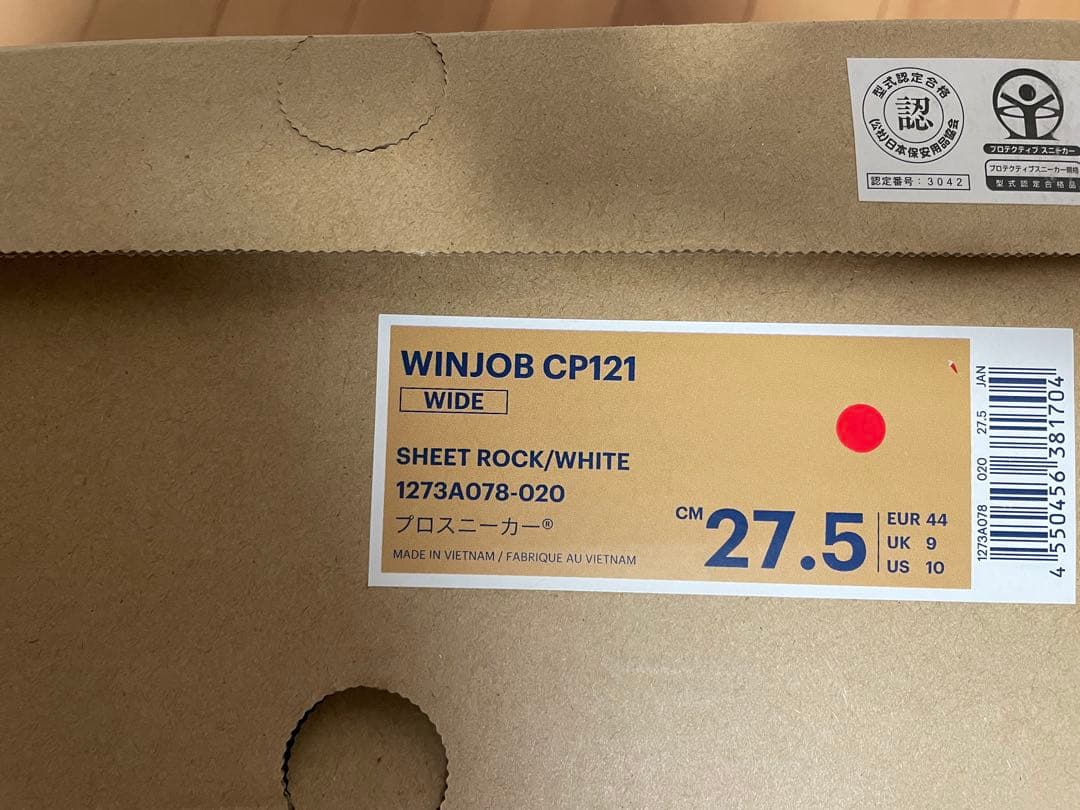 型式認定合格
認
(公社)日本保安用品協会
認定番号：3042
プロテクティブ スニーカー
プロテクティブスニーカー規格
型式認定合格品
WINJOB CP121
WIDE
SHEET ROCK/WHITE
1273A078-020
プロスニーカー®
MADE IN VIETNAM / FABRIQUE AU VIETNAM
CM 27.5
EUR 44
UK 9
US 10
1273A078 020 27.5 JAN
4 550456 381704